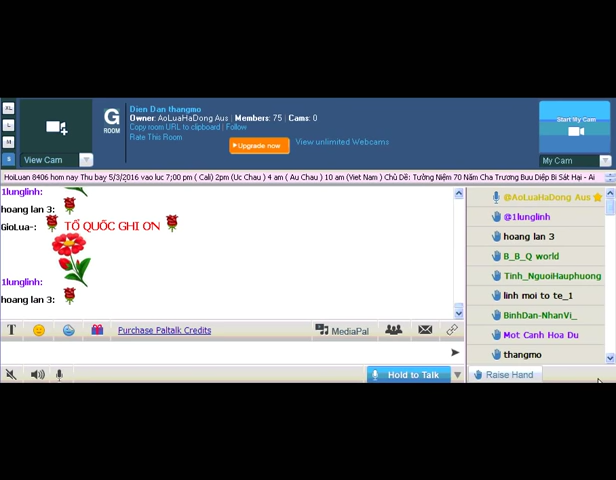 XL
L
M
S
View Cam
G
ROOM
Dien Dan thangmo
Owner: AoLuaHaDong Aus | Members: 75 | Cams: 0
Copy room URL to clipboard | Follow
Rate This Room
Upgrade now
View unlimited Webcams
Start My Cam
My Cam
HoiLuan 8406 hom nay Thu bay 5/3/2016 vao luc 7;00 pm ( Cali) 2pm (Uc Chau ) 4 am ( Au Chau ) 10 am (Viet Nam ) Chủ Dề: Tường Niệm 70 Năm Cha Trương Buu Diệp Bi Sát Hại - Ai
1lunglinh:
hoang lan 3:
GioLua-: TỔ QUỐC GHI ƠN
1lunglinh:
hoang lan 3:
@AoLuaHaDong Aus
@1lunglinh
hoang lan 3
B_B_Q world
Tinh_NguoiHauphuong
linh moi to te_1
BinhDan-NhanVi_
Mot Canh Hoa Du
thangmo
T
Purchase Paltalk Credits
MediaPal
Hold to Talk
Raise Hand